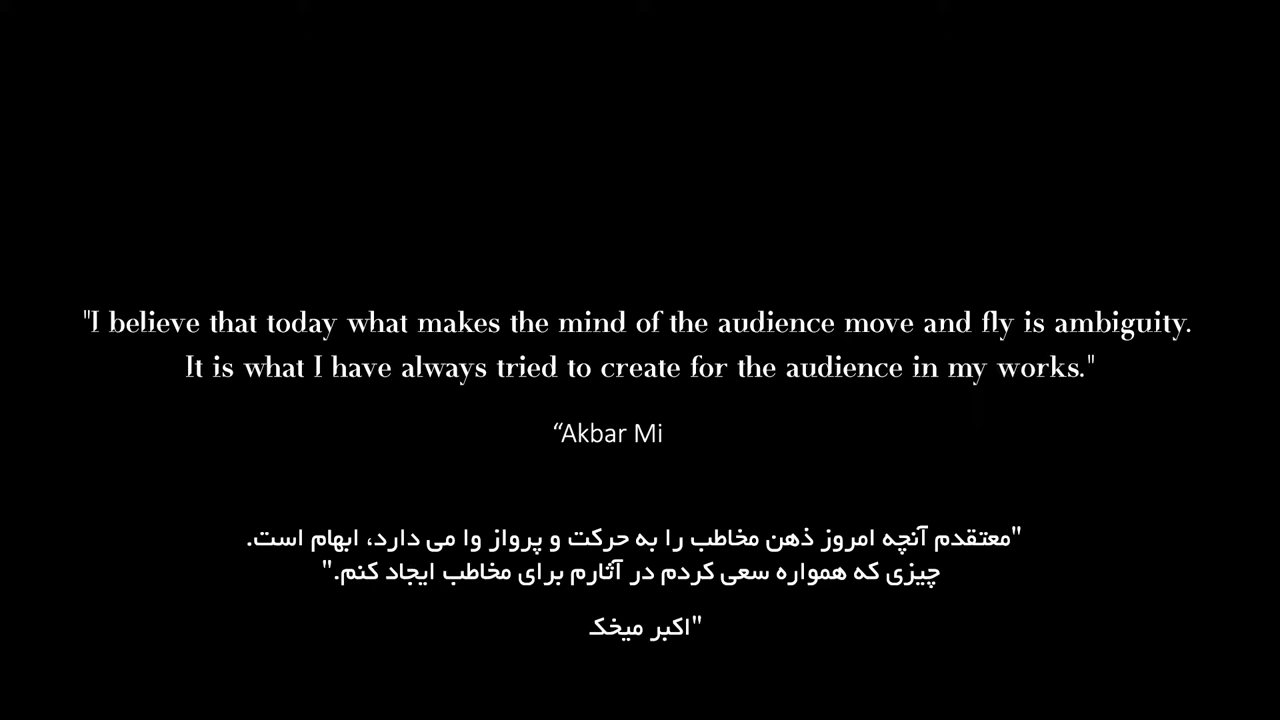 "I believe that today what makes the mind of the audience move and fly is ambiguity.
It is what I have always tried to create for the audience in my works."
“Akbar Mi
"معتقدم آنچه امروز ذهن مخاطب را به حرکت و پرواز وا می دارد، ابهام است.
چیزی که همواره سعی کردم در آثارم برای مخاطب ایجاد کنم."
"اکبر میخک